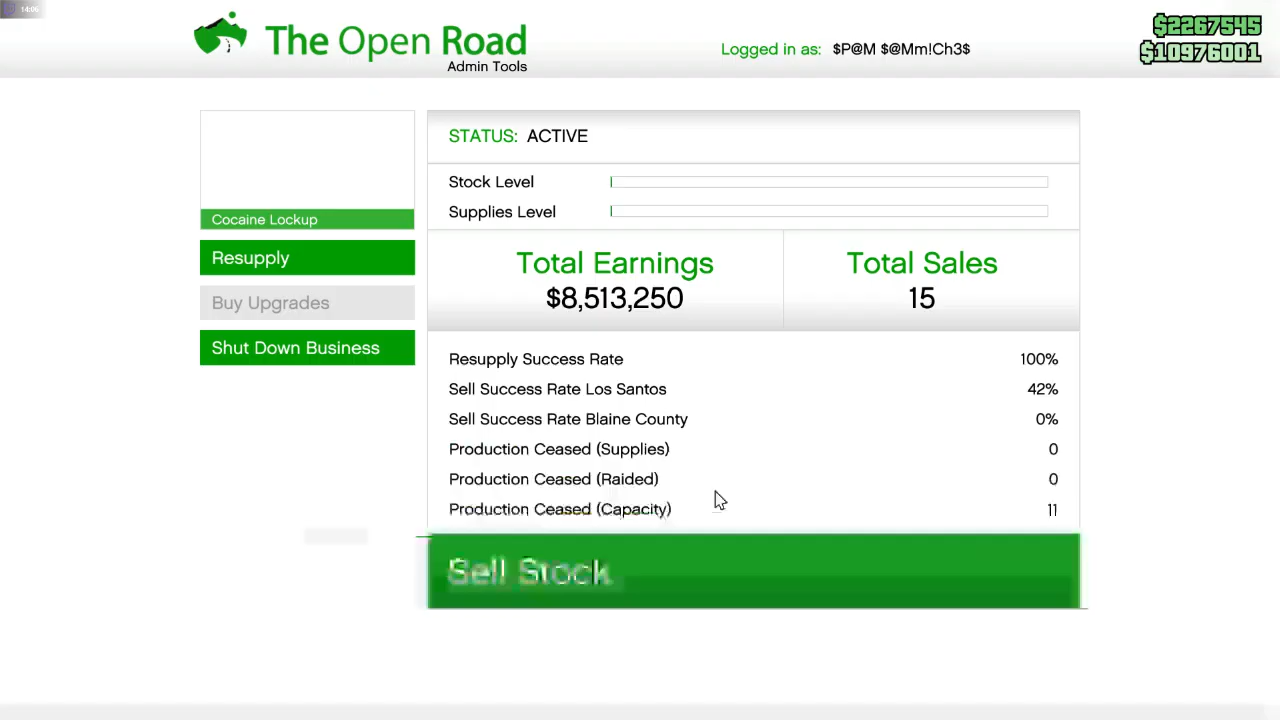 14:06
The Open Road
Admin Tools
Logged in as: $P@M $@Mm!Ch3$
$2267545
$10976001
Cocaine Lockup
Resupply
Buy Upgrades
Shut Down Business
STATUS: ACTIVE
Stock Level
Supplies Level
Total Earnings
$8,513,250
Total Sales
15
Resupply Success Rate 100%
Sell Success Rate Los Santos 42%
Sell Success Rate Blaine County 0%
Production Ceased (Supplies) 0
Production Ceased (Raided) 0
Production Ceased (Capacity) 11
Sell Stock